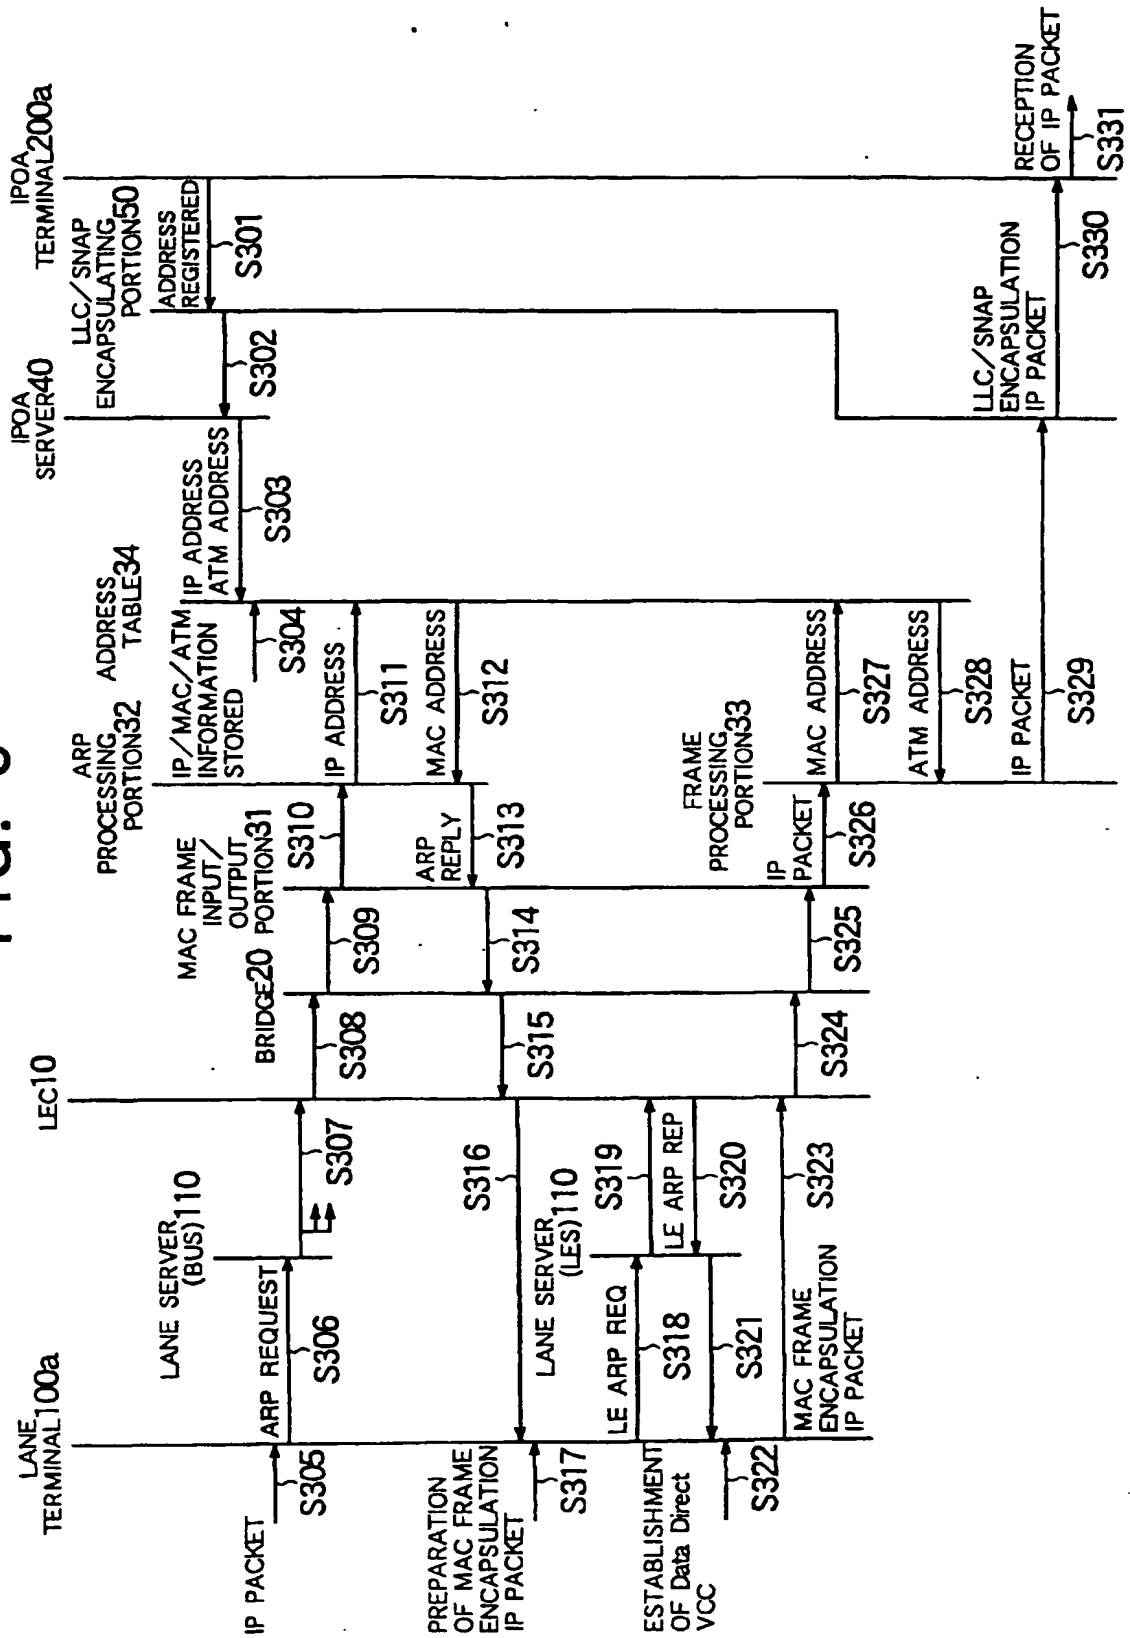 LANE
TERMINAL100a
LANE SERVER
(BUS)110
LEC10
BRIDGE20
MAC FRAME
INPUT/
OUTPUT
PORTION31
ARP
PROCESSING
PORTION32
ADDRESS
TABLE34
IPOA
SERVER40
LLC/SNAP
ENCAPSULATING
PORTION50
IPOA
TERMINAL200a
ADDRESS
REGISTERED
S301
S302
IP ADDRESS
ATM ADDRESS
S303
IP/MAC/ATM
INFORMATION
STORED
S304
IP PACKET
S305
ARP REQUEST
S306
S307
S308
S309
S310
IP ADDRESS
S311
MAC ADDRESS
S312
ARP
REPLY
S313
S314
S315
S316
PREPARATION
OF MAC FRAME
ENCAPSULATION
IP PACKET
S317
LANE SERVER
(LES)110
LE ARP REQ
S318
S319
LE ARP REP
S320
S321
ESTABLISHMENT
OF Data Direct
VCC
S322
MAC FRAME
ENCAPSULATION
IP PACKET
S323
S324
S325
IP
PACKET
S326
FRAME
PROCESSING
PORTION33
MAC ADDRESS
S327
ATM ADDRESS
S328
IP PACKET
S329
LLC/SNAP
ENCAPSULATION
IP PACKET
S330
RECEPTION
OF IP PACKET
S331